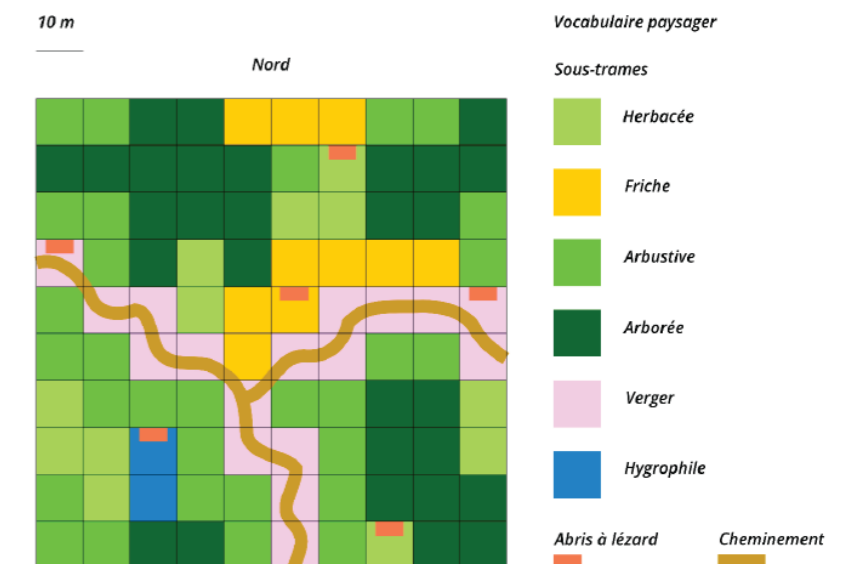 10 m
Vocabulaire paysager
Nord
Sous-trames
Herbacée
Friche
Arbustive
Arborée
Verger
Hygrophile
Abris à lézard
Cheminement